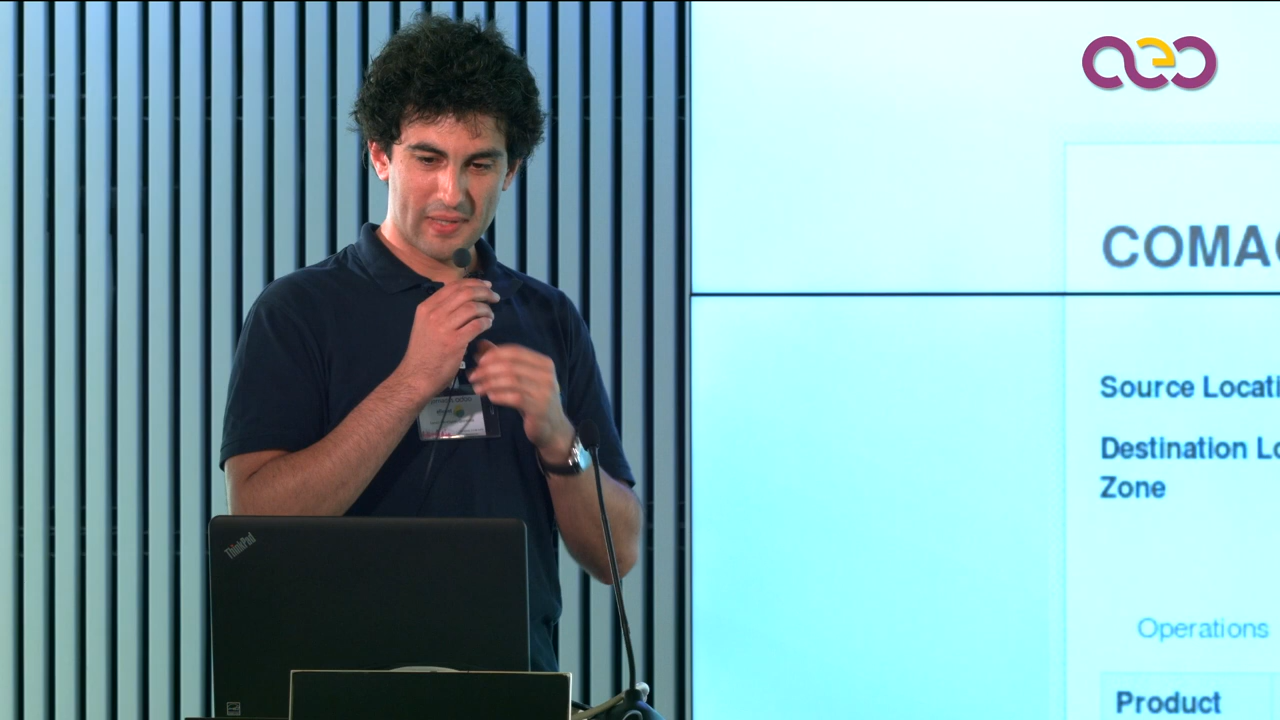 COMA
Source Locati
Destination Lo
Zone
Operations
Product
ThinkPad